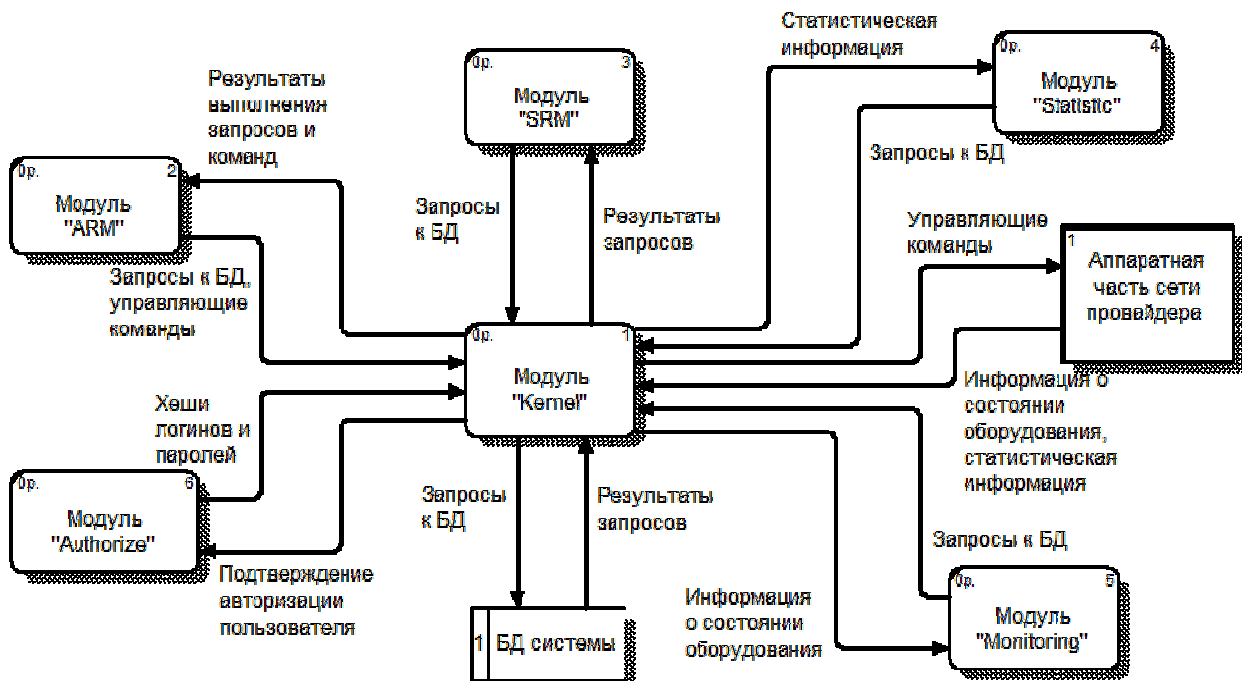 Статистическая
информация
0р.
4
Модуль
"Statistic"
0р.
3
Модуль
"SRM"
Результаты
выполнения
запросов и
команд
Запросы к БД
0р.
2
Модуль
"ARM"
Запросы
к БД
Результаты
запросов
Управляющие
команды
1
Аппаратная
часть сети
провайдера
Запросы к БД,
управляющие
команды
0р.
1
Модуль
"Kernel"
Информация о
состоянии
оборудования,
статистическая
информация
Хеши
логинов и
паролей
0р.
6
Модуль
"Authorize"
Запросы
к БД
Результаты
запросов
Запросы к БД
Подтверждение
авторизации
пользователя
0р.
5
Модуль
"Monitoring"
Информация
о состоянии
оборудования
1
БД системы